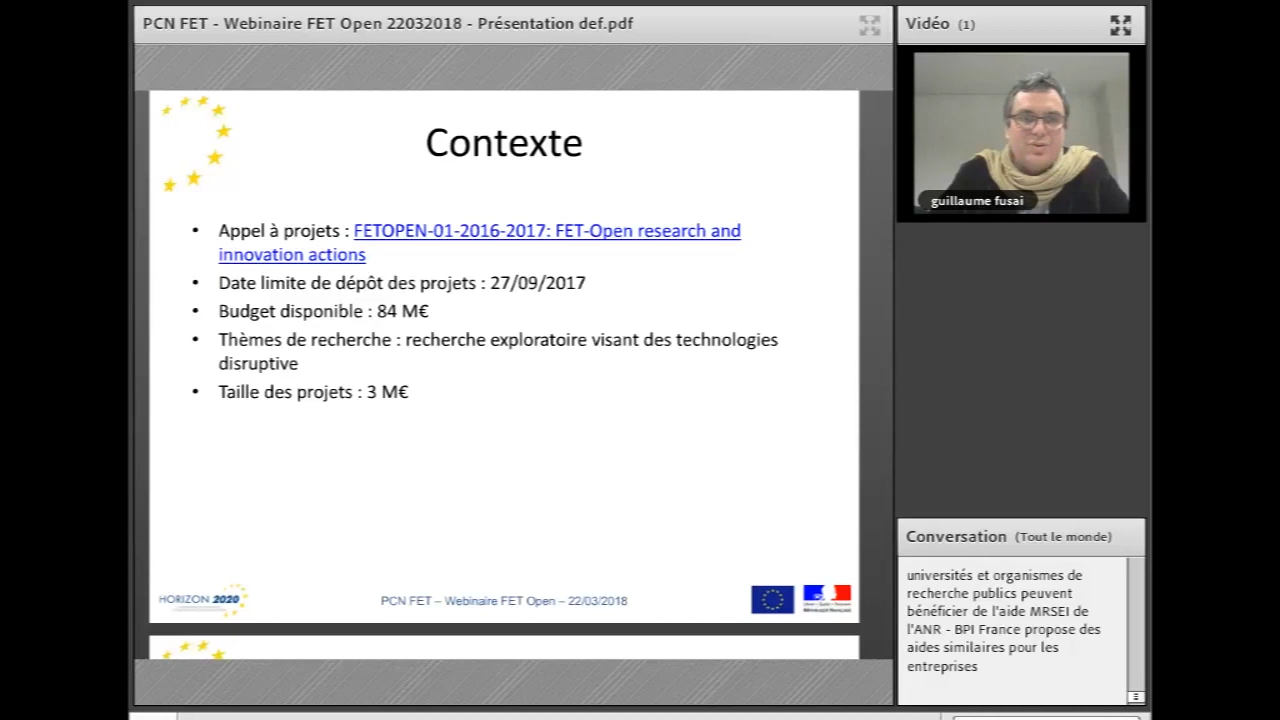 PCN FET - Webinaire FET Open 22032018 - Présentation def.pdf
Contexte
• Appel à projets : FETOPEN-01-2016-2017: FET-Open research and
innovation actions
• Date limite de dépôt des projets : 27/09/2017
• Budget disponible : 84 M€
• Thèmes de recherche : recherche exploratoire visant des technologies
disruptive
• Taille des projets : 3 M€
HORIZON 2020
PCN FET – Webinaire FET Open – 22/03/2018
Vidéo (1)
guillaume fusai
Conversation (Tout le monde)
universités et organismes de
recherche publics peuvent
bénéficier de l'aide MRSEI de
l'ANR - BPI France propose des
aides similaires pour les
entreprises